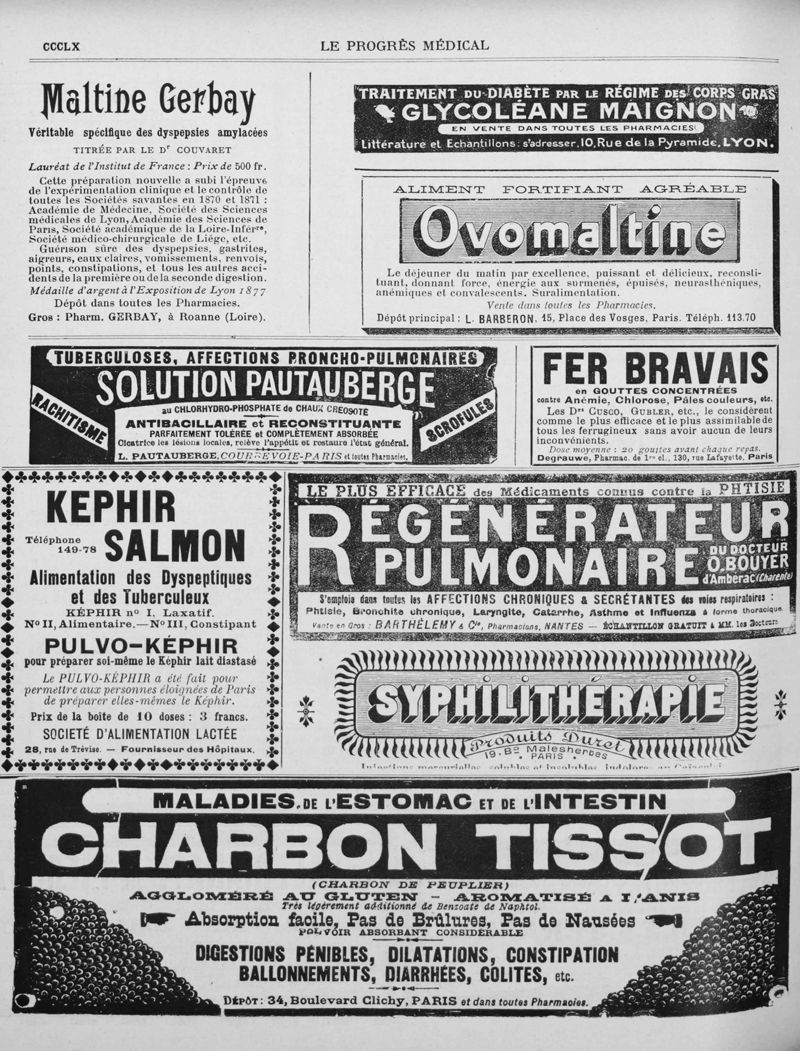 CCCLX
LE PROGRÈS MÉDICAL
Maltine Gerbay
Véritable spécifique des dyspepsies amylacées
TITRÉE PAR LE Dʳ COUVARET
Lauréat de l'Institut de France : Prix de 500 fr.
Cette préparation nouvelle a subi l'épreuve
de l'expérimentation clinique et le contrôle de
toutes les Sociétés savantes en 1870 et 1871 :
Académie de Médecine, Société des Sciences
médicales de Lyon, Académie des Sciences de
Paris, Société académique de la Loire-Inférʳᵉ,
Société médico-chirurgicale de Liége, etc.
Guérison sûre des dyspepsies, gastrites,
aigreurs, eaux claires, vomissements, renvois,
points, constipations, et tous les autres acci-
dents de la première ou de la seconde digestion.
Médaille d'argent à l'Exposition de Lyon 1877
Dépôt dans toutes les Pharmacies.
Gros : Pharm. GERBAY, à Roanne (Loire).
TRAITEMENT DU DIABÈTE PAR LE RÉGIME DES CORPS GRAS
GLYCOLÉANE MAIGNON
EN VENTE DANS TOUTES LES PHARMACIES
Littérature et Echantillons: s'adresser, 10, Rue de la Pyramide, LYON.
ALIMENT FORTIFIANT AGRÉABLE
Ovomaltine
Le déjeuner du matin par excellence, puissant et délicieux, reconsti-
tuant, donnant force, énergie aux surmenés, épuisés, neurasthéniques,
anémiques et convalescents. Suralimentation.
Vente dans toutes les Pharmacies.
Dépôt principal : L. BARBERON, 15, Place des Vosges, Paris. Téléph. 113.70
TUBERCULOSES, AFFECTIONS BRONCHO-PULMONAIRES
SOLUTION PAUTAUBERGE
au CHLORHYDRO-PHOSPHATE de CHAUX CRÉOSOTÉ
RACHITISME
ANTIBACILLAIRE et RECONSTITUANTE
PARFAITEMENT TOLÉRÉE et COMPLÈTEMENT ABSORBÉE
Cicatrice les lésions locales, relève l'appétit et restaure l'état général.
SCROFULES
L. PAUTAUBERGE, COURBEVOIE-PARIS et toutes Pharmacies.
FER BRAVAIS
en GOUTTES CONCENTRÉES
contre Anémie, Chlorose, Pâles couleurs, etc.
Les Dʳˢ CUSCO, GUBLER, etc., le considèrent
comme le plus efficace et le plus assimilable de
tous les ferrugineux sans avoir aucun de leurs
inconvénients.
Dose moyenne : 20 gouttes avant chaque repas.
Degrauwe, Pharmac. de 1ʳᵉ cl., 130, rue Lafayette, Paris
KEPHIR
Téléphone
149-78
SALMON
Alimentation des Dyspeptiques
et des Tuberculeux
KÉPHIR nº I, Laxatif.
Nº II, Alimentaire. — Nº III, Constipant
PULVO-KÉPHIR
pour préparer soi-même le Képhir lait diastasé
Le PULVO-KÉPHIR a été fait pour
permettre aux personnes éloignées de Paris
de préparer elles-mêmes le Képhir.
Prix de la boîte de 10 doses : 3 francs.
SOCIETÉ D'ALIMENTATION LACTÉE
28, rue de Trévise. — Fournisseur des Hôpitaux.
LE PLUS EFFICACE des Médicaments connus contre la PHTISIE
RÉGÉNÉRATEUR
PULMONAIRE
DU DOCTEUR
O. BOUYER
d'Amberac (Charente)
S'emploie dans toutes les AFFECTIONS CHRONIQUES & SECRÉTANTES des voies respiratoires :
Phtisie, Bronchite chronique, Laryngite, Catarrhe, Asthme et Influenza à forme thoracique.
Vente en Gros : BARTHÉLEMY & Cⁱᵉ, Pharmaciens, NANTES — ÉCHANTILLON GRATUIT à MM. les Docteurs
SYPHILITHÉRAPIE
Produits Duret
19, Bᴰ Malesherbes
• PARIS •
MALADIES DE L'ESTOMAC ET DE L'INTESTIN
CHARBON TISSOT
(CHARBON DE PEUPLIER)
AGGLOMÉRÉ AU GLUTEN - AROMATISÉ A L'ANIS
Très légèrement additionné de Benzoate de Naphtol.
Absorption facile, Pas de Brûlures, Pas de Nausées
POUVOIR ABSORBANT CONSIDÉRABLE
DIGESTIONS PÉNIBLES, DILATATIONS, CONSTIPATION
BALLONNEMENTS, DIARRHÉES, COLITES, etc.
DÉPÔT : 34, Boulevard Clichy, PARIS et dans toutes Pharmacies.